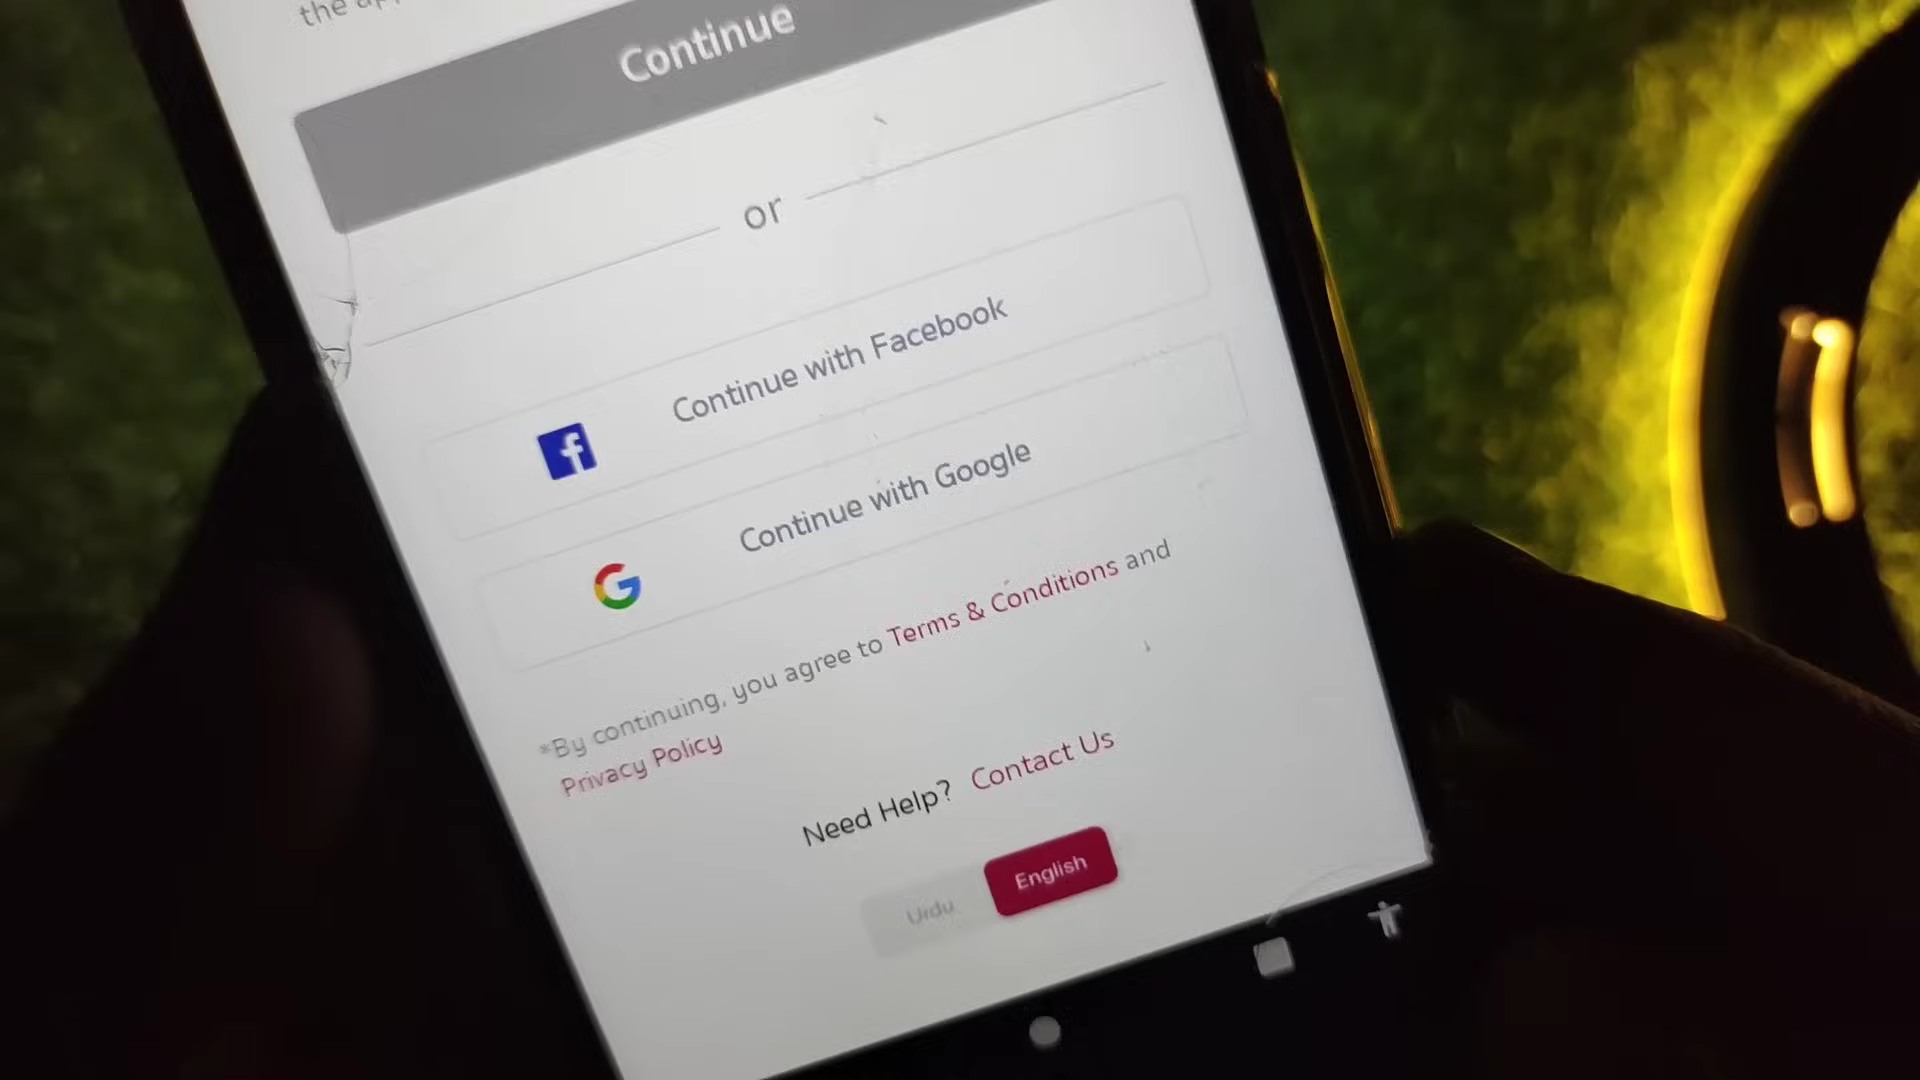 the
Continue
or
Continue with Facebook
Continue with Google
*By continuing, you agree to Terms & Conditions and
Privacy Policy
Need Help? Contact Us
Urdu English